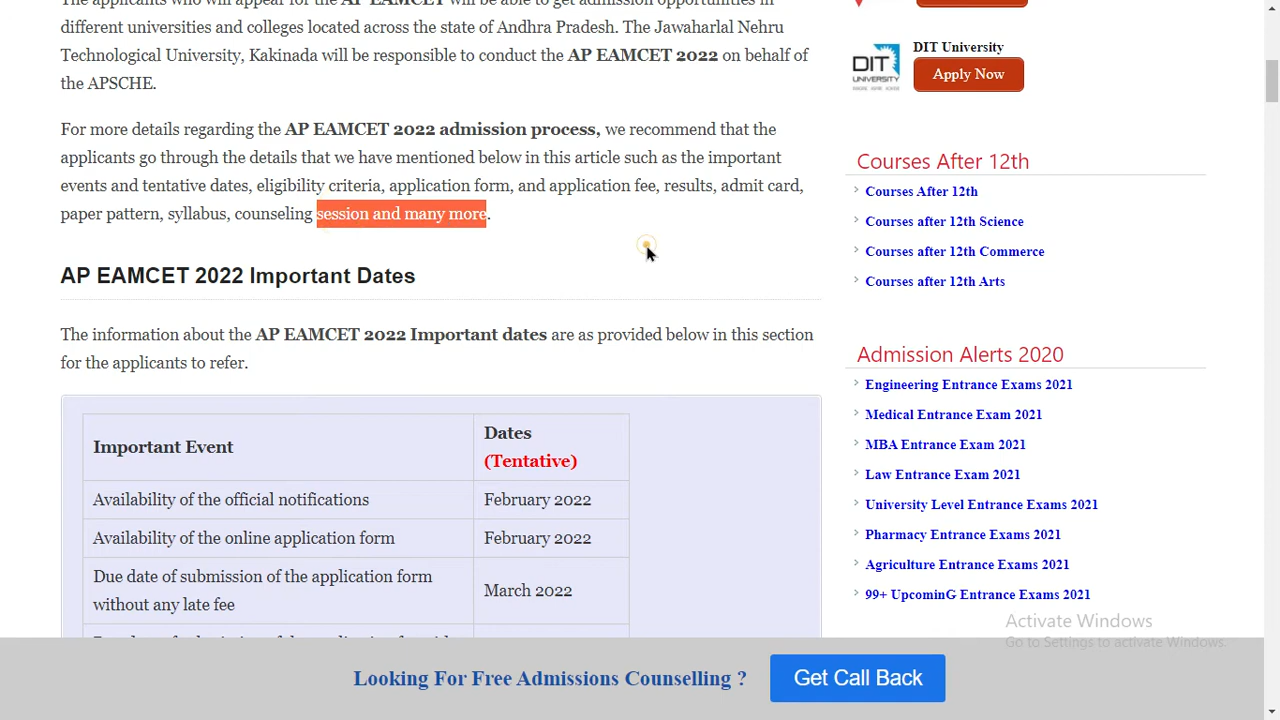 The applicants who will appear for the AP EAMCET will be able to get admission opportunities in
different universities and colleges located across the state of Andhra Pradesh. The Jawaharlal Nehru
Technological University, Kakinada will be responsible to conduct the AP EAMCET 2022 on behalf of
the APSCHE.
For more details regarding the AP EAMCET 2022 admission process, we recommend that the
applicants go through the details that we have mentioned below in this article such as the important
events and tentative dates, eligibility criteria, application form, and application fee, results, admit card,
paper pattern, syllabus, counseling session and many more.
AP EAMCET 2022 Important Dates
The information about the AP EAMCET 2022 Important dates are as provided below in this section
for the applicants to refer.
Important Event
Dates
(Tentative)
Availability of the official notifications
February 2022
Availability of the online application form
February 2022
Due date of submission of the application form
without any late fee
March 2022
DIT University
DIT
UNIVERSITY
Apply Now
Courses After 12th
Courses After 12th
Courses after 12th Science
Courses after 12th Commerce
Courses after 12th Arts
Admission Alerts 2020
Engineering Entrance Exams 2021
Medical Entrance Exam 2021
MBA Entrance Exam 2021
Law Entrance Exam 2021
University Level Entrance Exams 2021
Pharmacy Entrance Exams 2021
Agriculture Entrance Exams 2021
99+ UpcominG Entrance Exams 2021
Activate Windows
Go to Settings to activate Windows.
Looking For Free Admissions Counselling ?
Get Call Back